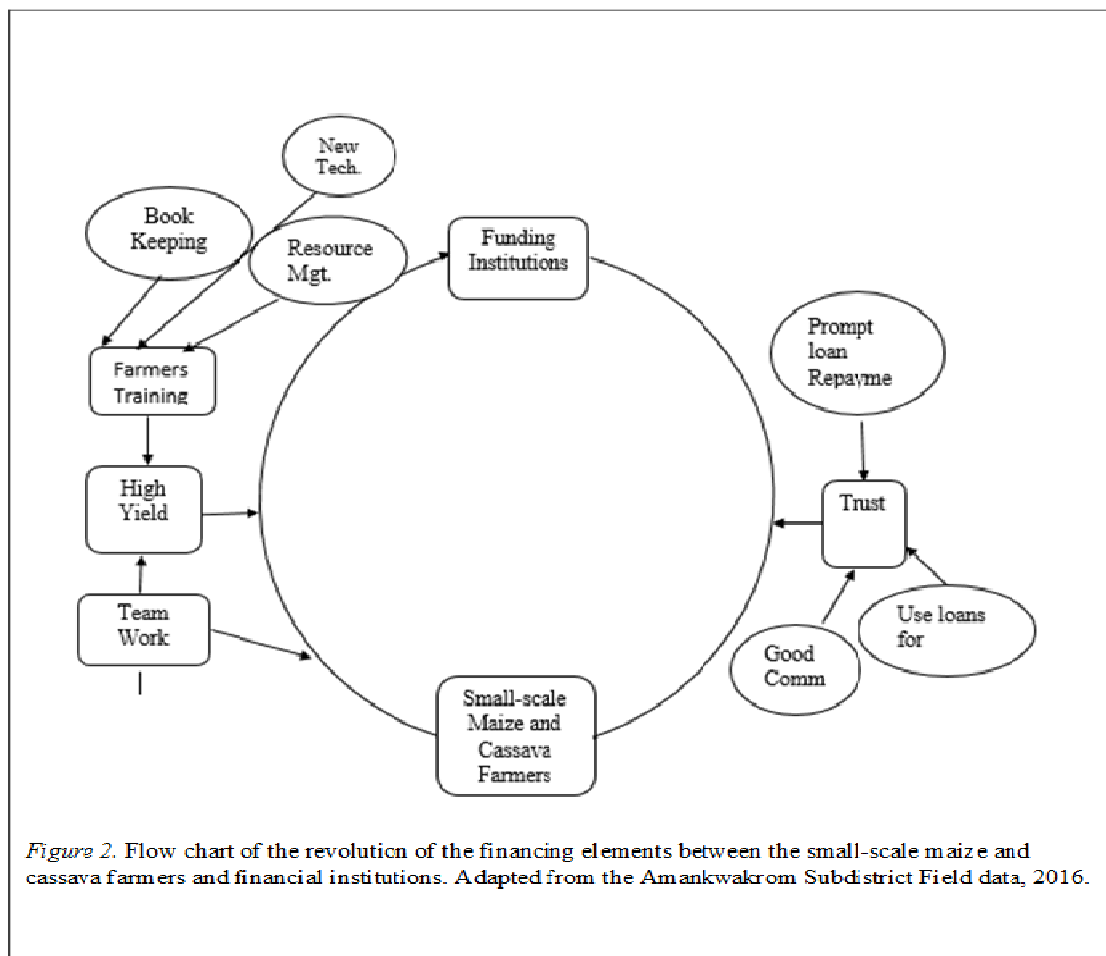 New
Tech.
Book
Keeping
Resource
Mgt.
Funding
Institutions
Prompt
loan
Repayme
Farmers
Training
High
Yield
Trust
Team
Work
Use loans
for
Good
Comm
Small-scale
Maize and
Cassava
Farmers
Figure 2. Flow chart of the revolution of the financing elements between the small-scale maize and
cassava farmers and financial institutions. Adapted from the Amankwakrom Subdistrict Field data, 2016.